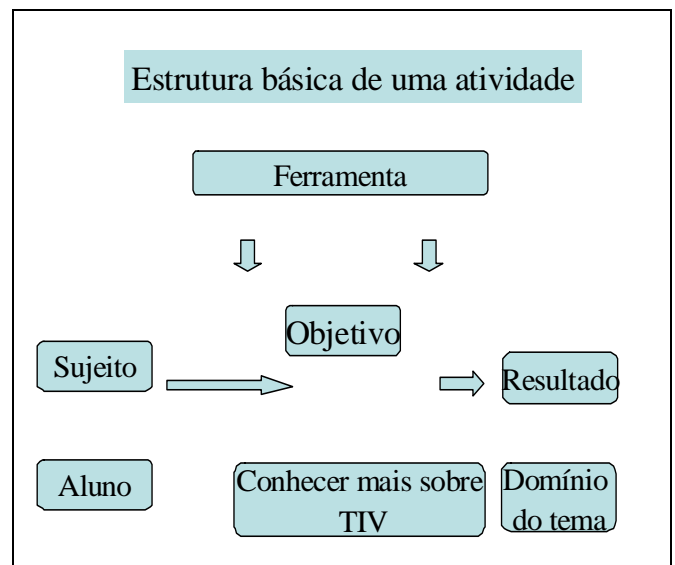 Estrutura básica de uma atividade
Ferramenta
Objetivo
Sujeito
Resultado
Aluno
Conhecer mais sobre
TIV
Domínio
do tema